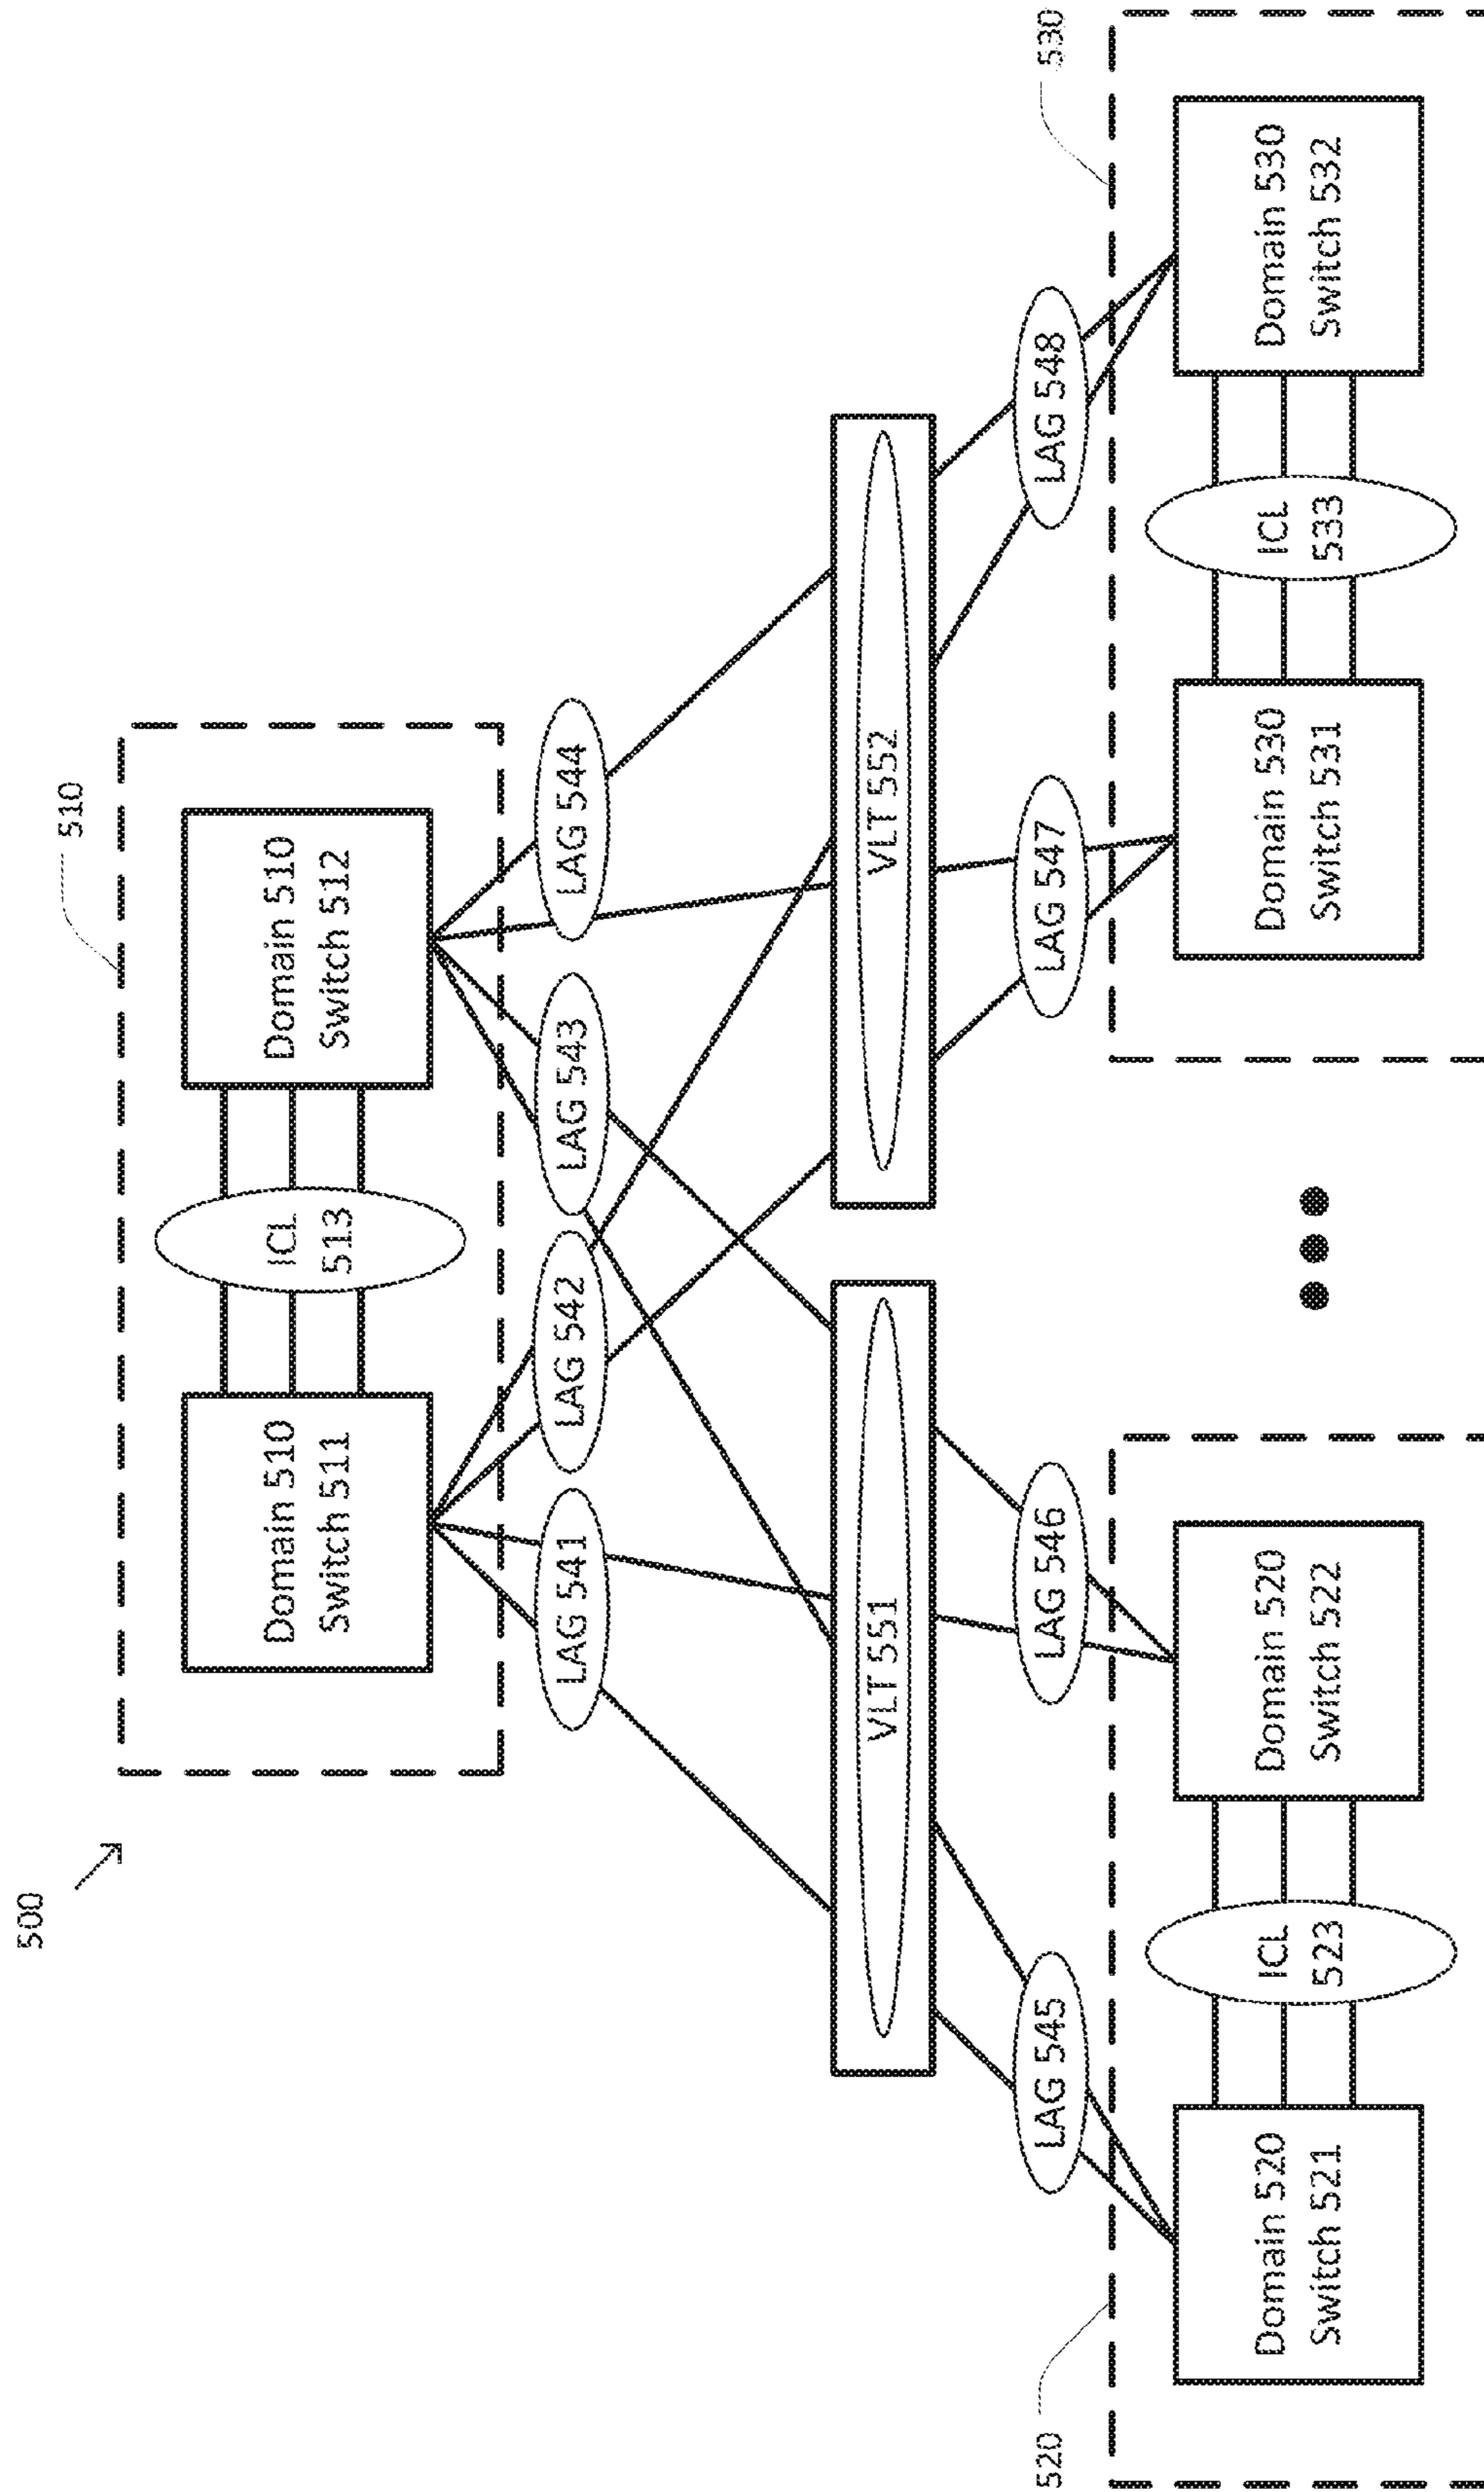 500
510
Domain 510
Switch 511
ICL
513
Domain 510
Switch 512
LAG 541
LAG 542
LAG 543
LAG 544
VLT 551
VLT 552
LAG 545
LAG 546
LAG 547
LAG 548
520
530
Domain 520
Switch 521
ICL
523
Domain 520
Switch 522
Domain 530
Switch 531
ICL
533
Domain 530
Switch 532